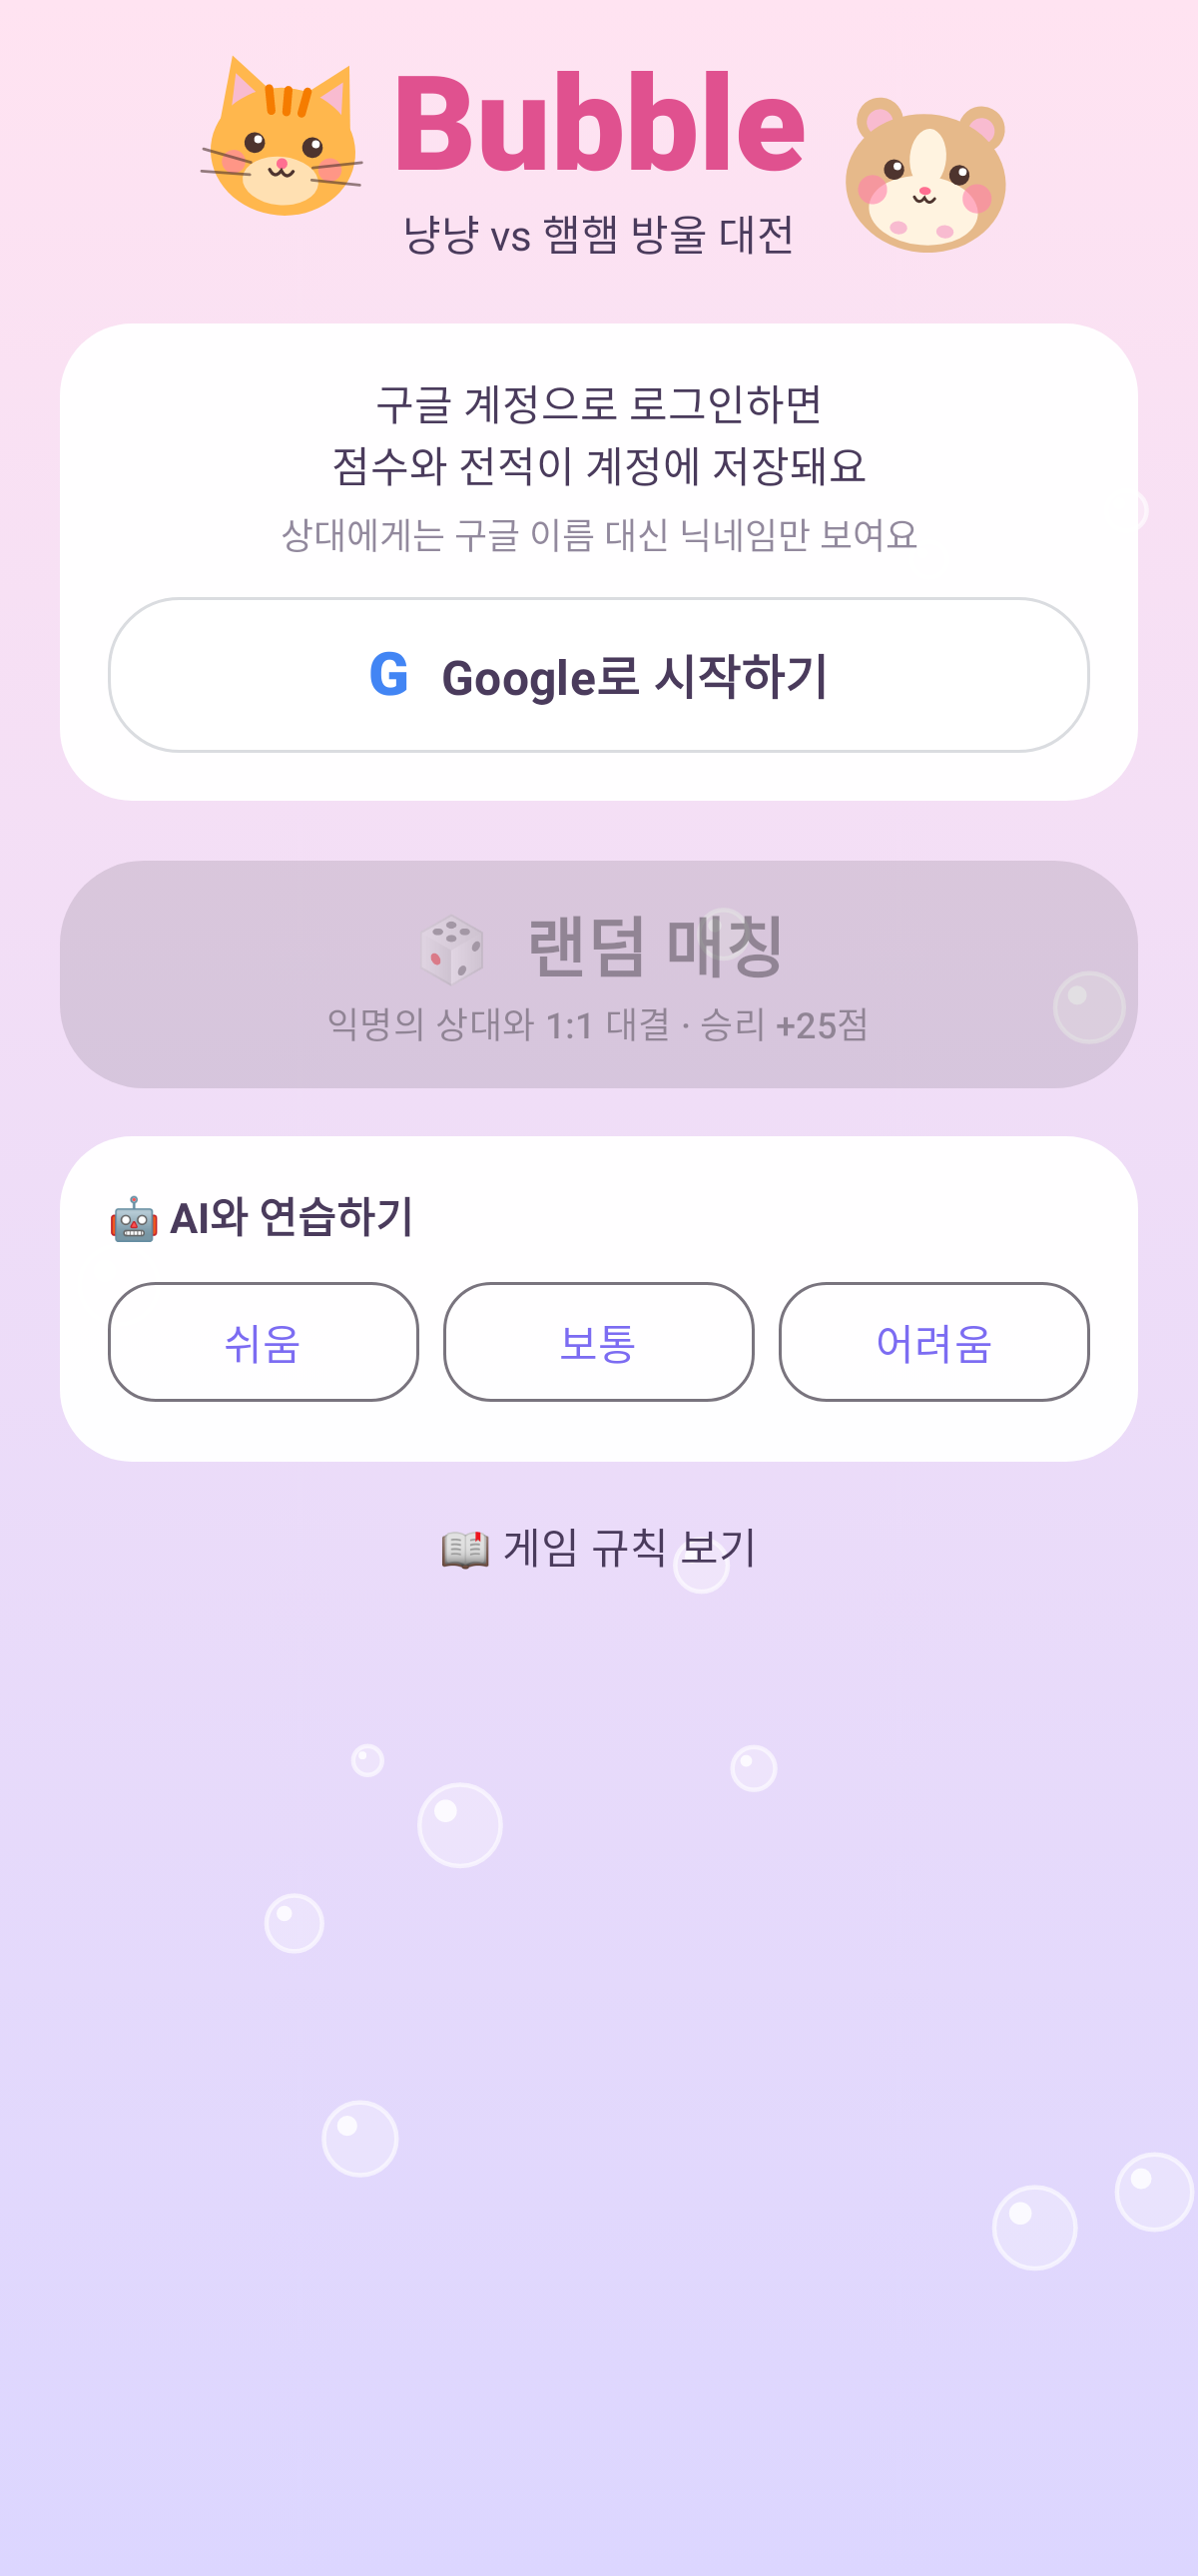 Bubble
냥냥 vs 햄햄 방울 대전
구글 계정으로 로그인하면
점수와 전적이 계정에 저장돼요
상대에게는 구글 이름 대신 닉네임만 보여요
G Google로 시작하기
랜덤 매칭
익명의 상대와 1:1 대결 · 승리 +25점
AI와 연습하기
쉬움 보통 어려움
게임 규칙 보기